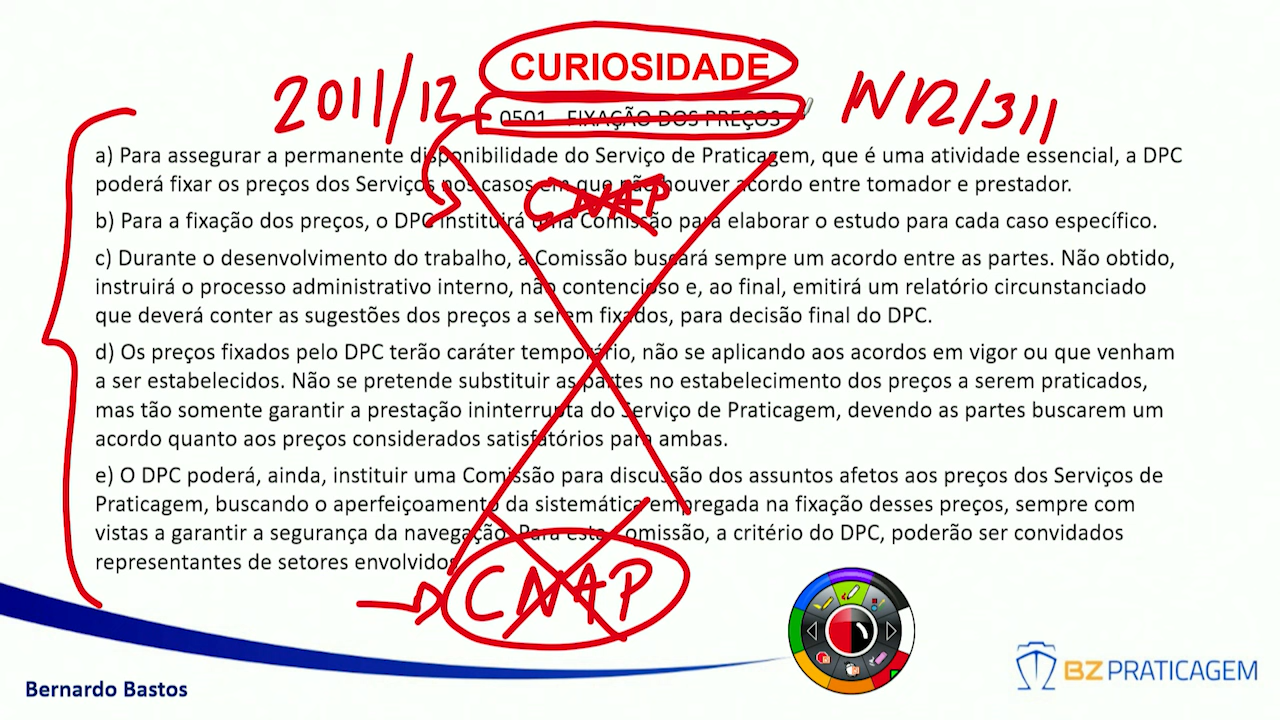 CURIOSIDADE
2011/12
0501 - FIXAÇÃO DOS PREÇOS
a) Para assegurar a permanente disponibilidade do Serviço de Praticagem, que é uma atividade essencial, a DPC
poderá fixar os preços dos Serviços nos casos em que não houver acordo entre tomador e prestador.
CNAP
b) Para a fixação dos preços, o DPC instituirá uma Comissão para elaborar o estudo para cada caso específico.
c) Durante o desenvolvimento do trabalho, a Comissão buscará sempre um acordo entre as partes. Não obtido,
instruirá o processo administrativo interno, não contencioso e, ao final, emitirá um relatório circunstanciado
que deverá conter as sugestões dos preços a serem fixados, para decisão final do DPC.
d) Os preços fixados pelo DPC terão caráter temporário, não se aplicando aos acordos em vigor ou que venham
a ser estabelecidos. Não se pretende substituir as partes no estabelecimento dos preços a serem praticados,
mas tão somente garantir a prestação ininterrupta do Serviço de Praticagem, devendo as partes buscarem um
acordo quanto aos preços considerados satisfatórios para ambas.
e) O DPC poderá, ainda, instituir uma Comissão para discussão dos assuntos afetos aos preços dos Serviços de
Praticagem, buscando o aperfeiçoamento da sistemática empregada na fixação desses preços, sempre com
vistas a garantir a segurança da navegação. Para esta Comissão, a critério do DPC, poderão ser convidados
representantes de setores envolvidos
CNAP
Bernardo Bastos
BZ PRATICAGEM